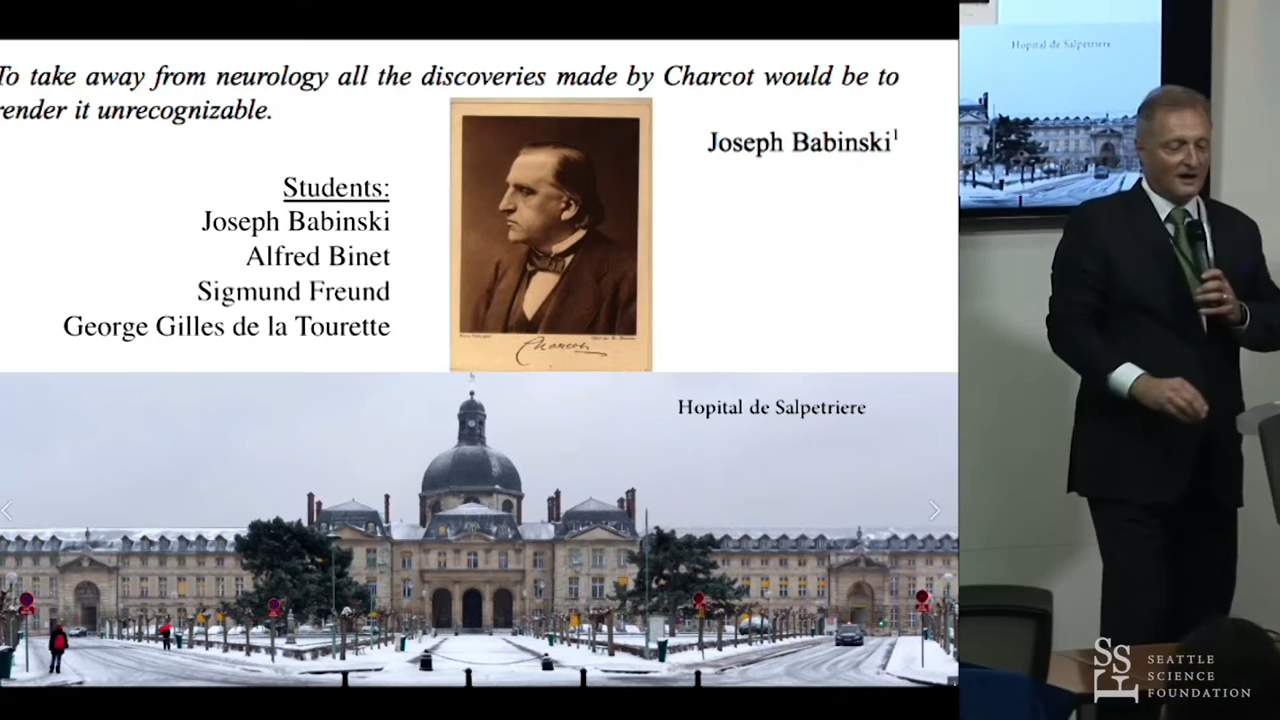 To take away from neurology all the discoveries made by Charcot would be to
render it unrecognizable.
Joseph Babinski¹
Students:
Joseph Babinski
Alfred Binet
Sigmund Freund
George Gilles de la Tourette
Charcot
Hopital de Salpetriere
Hopital de Salpetriere
SSF
SEATTLE
SCIENCE
FOUNDATION